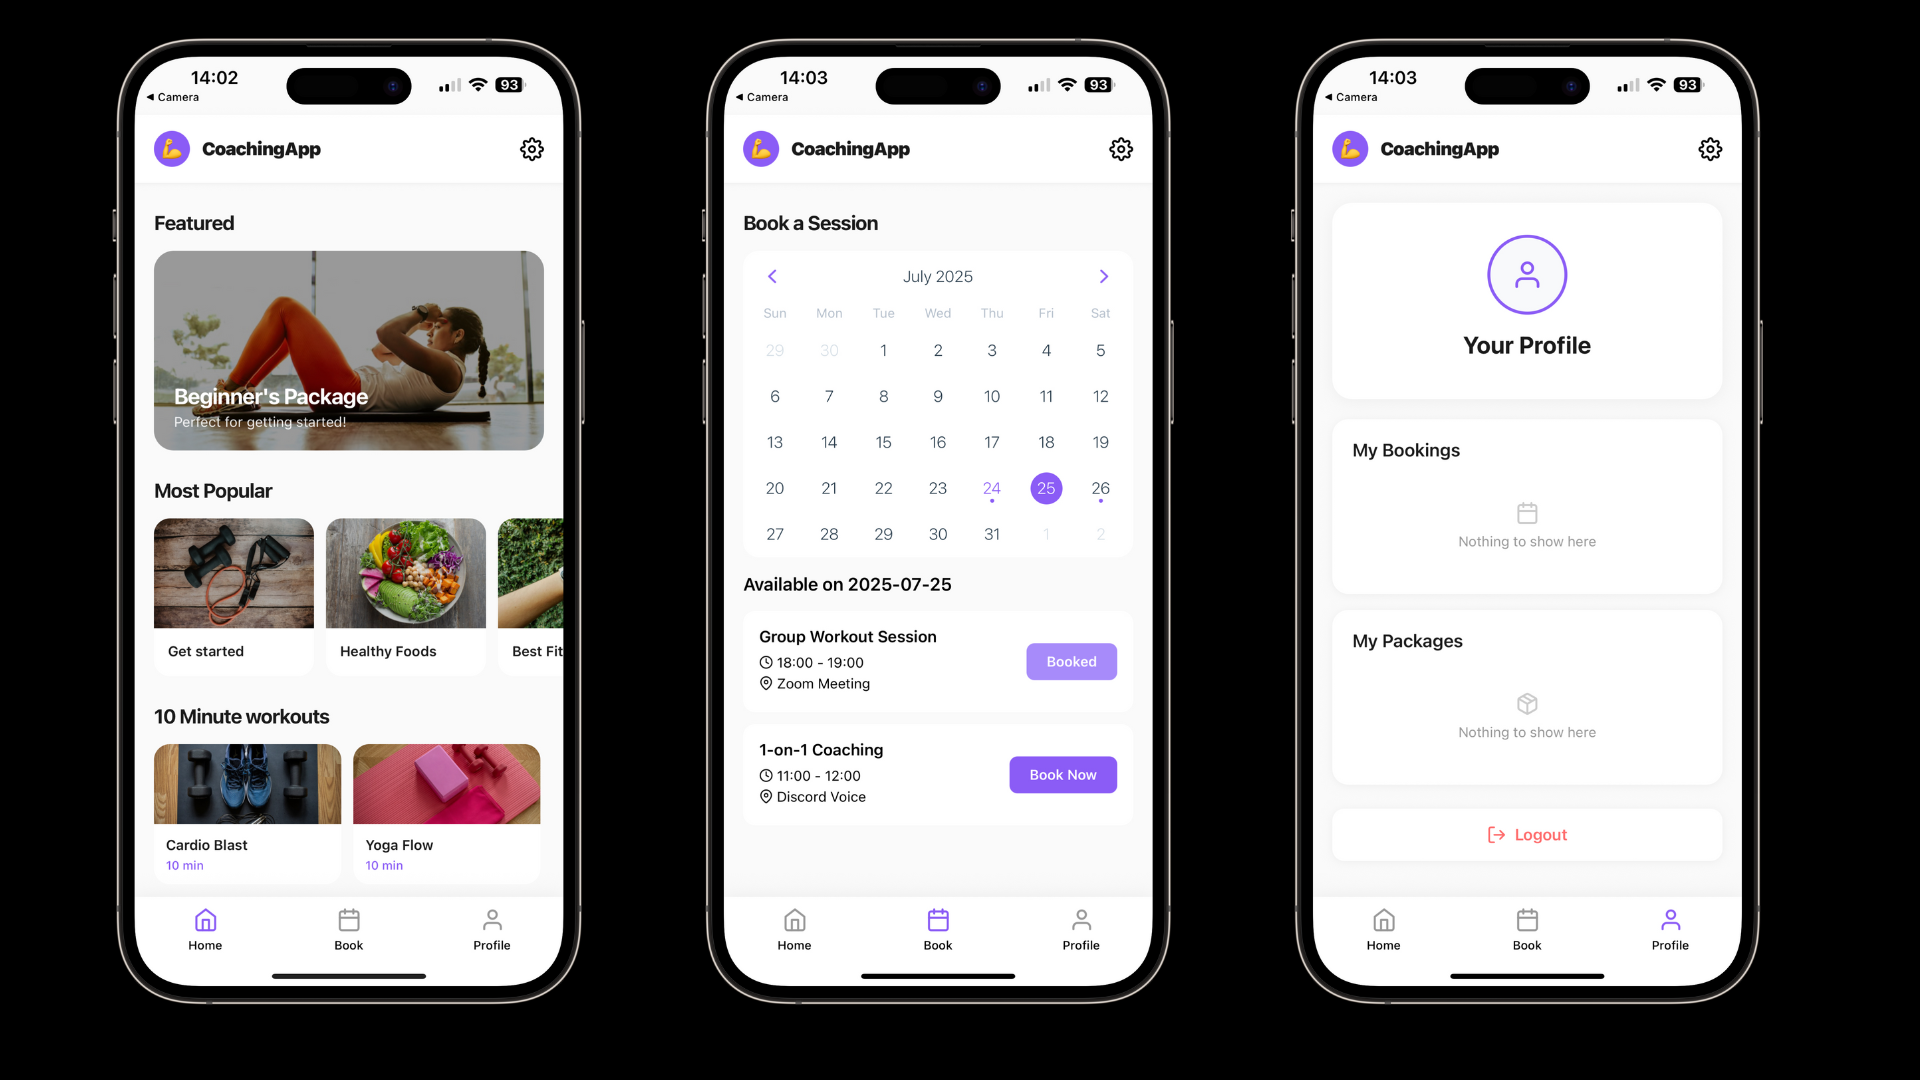 14:02
93
◀ Camera
CoachingApp
Featured
Beginner's Package
Perfect for getting started!
Most Popular
Get started
Healthy Foods
Best Fit
10 Minute workouts
Cardio Blast
10 min
Yoga Flow
10 min
Home
Book
Profile
14:03
93
◀ Camera
CoachingApp
Book a Session
July 2025
Sun Mon Tue Wed Thu Fri Sat
29 30 1 2 3 4 5
6 7 8 9 10 11 12
13 14 15 16 17 18 19
20 21 22 23 24 25 26
27 28 29 30 31 1 2
Available on 2025-07-25
Group Workout Session
18:00 - 19:00
Zoom Meeting
Booked
1-on-1 Coaching
11:00 - 12:00
Discord Voice
Book Now
Home
Book
Profile
14:03
93
◀ Camera
CoachingApp
Your Profile
My Bookings
Nothing to show here
My Packages
Nothing to show here
Logout
Home
Book
Profile